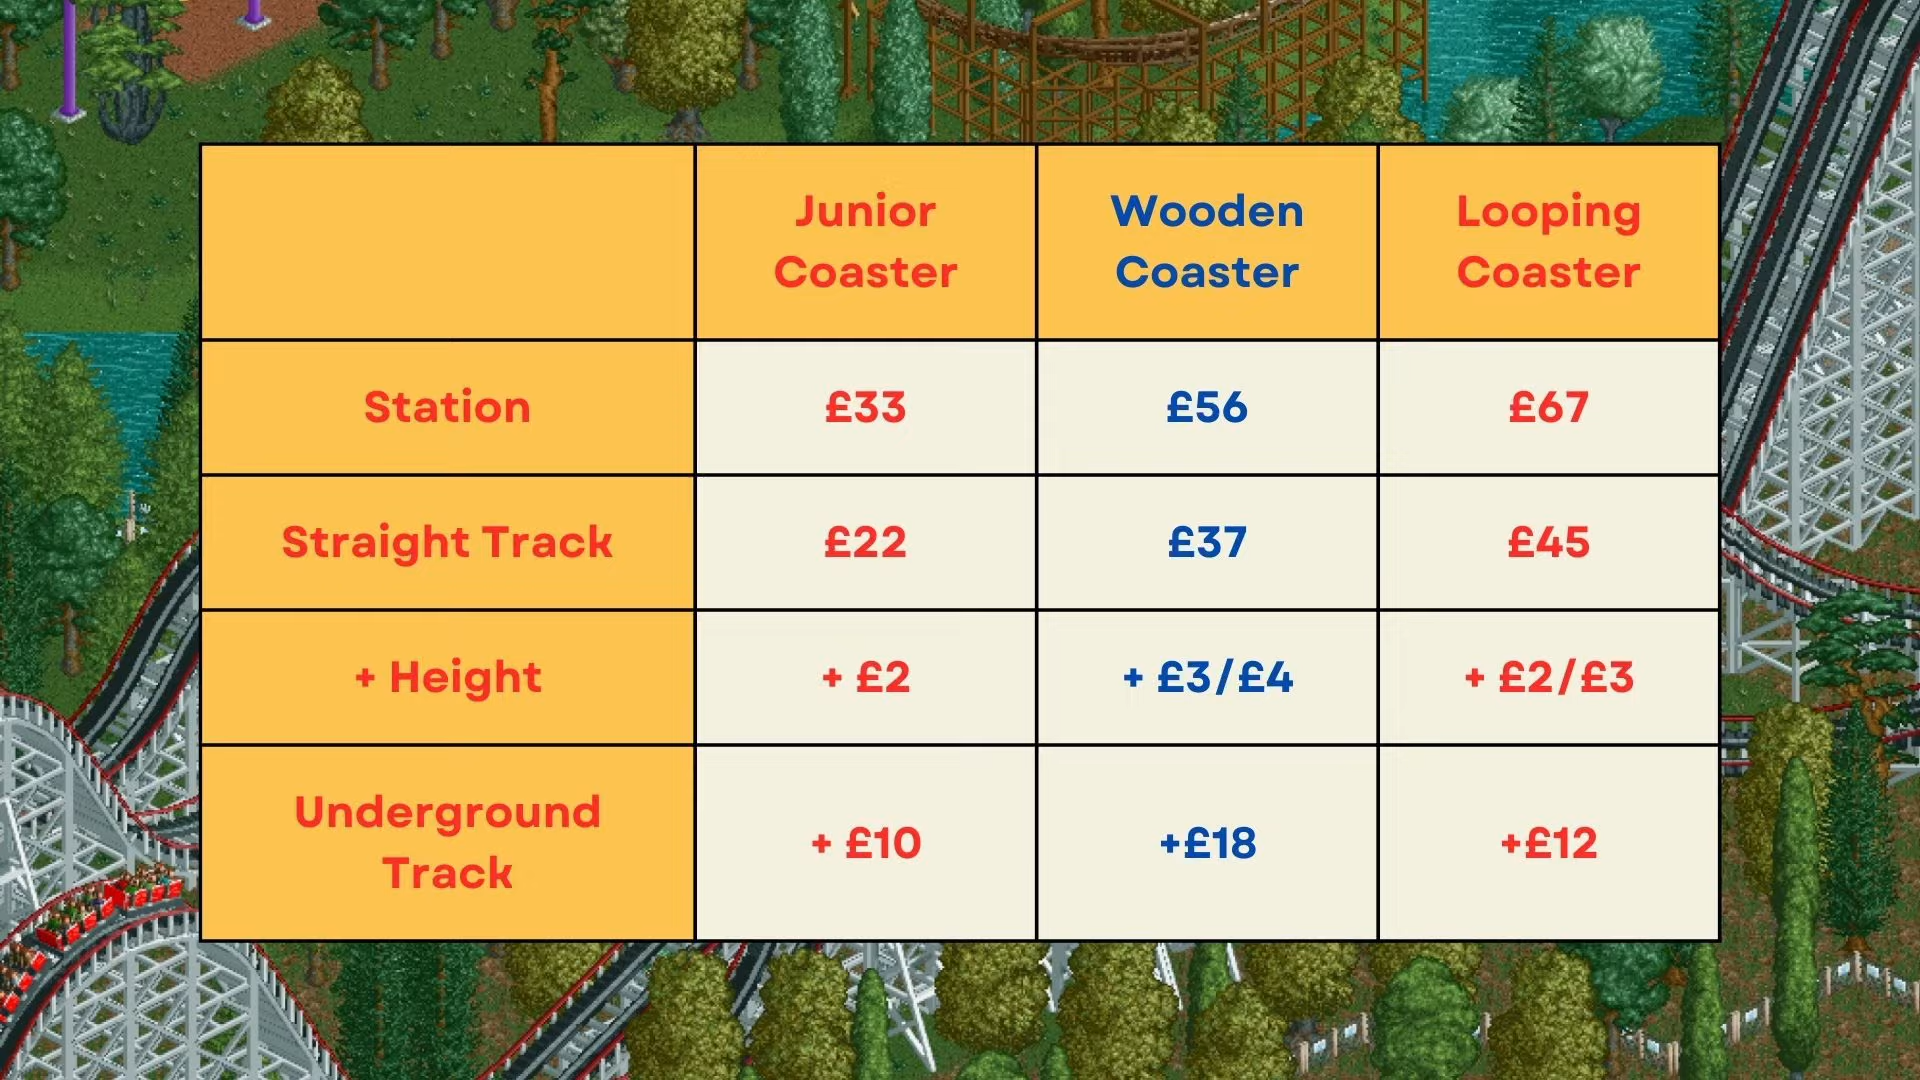 Junior
Coaster
Wooden
Coaster
Looping
Coaster
Station
£33
£56
£67
Straight Track
£22
£37
£45
+ Height
+ £2
+ £3/£4
+ £2/£3
Underground
Track
+ £10
+£18
+£12